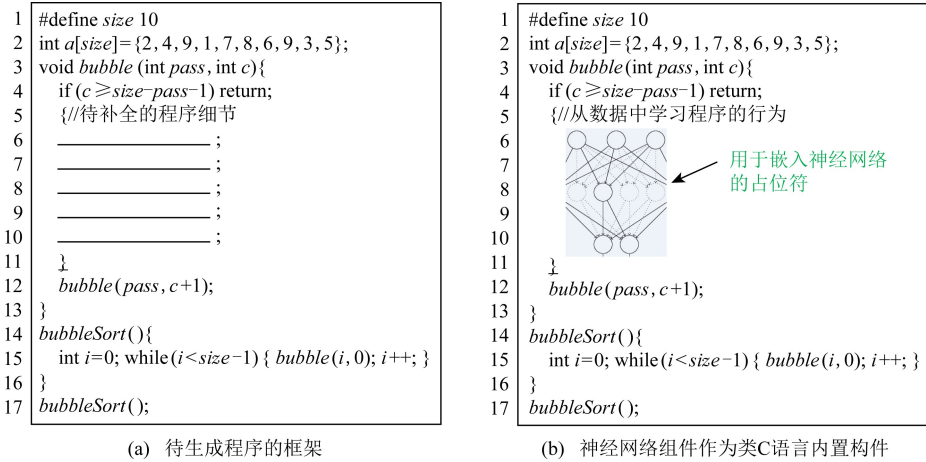 1 #define size 10
2 int a[size]={2,4,9,1,7,8,6,9,3,5};
3 void bubble (int pass,int c){
4 if (c≥size-pass-1) return;
5 {//待补全的程序细节
6 ;
7 ;
8 ;
9 ;
10 ;
11 }
12 bubble(pass,c+1);
13 }
14 bubbleSort(){
15 int i=0; while(i<size-1) { bubble(i,0); i++; }
16 }
17 bubbleSort();
(a) 待生成程序的框架
1 #define size 10
2 int a[size]={2,4,9,1,7,8,6,9,3,5};
3 void bubble(int pass,int c){
4 if (c≥size-pass-1) return;
5 {//从数据中学习程序的行为
6
7
8
9
10
11 }
12 bubble(pass,c+1);
13 }
14 bubbleSort(){
15 int i=0; while(i<size-1) { bubble(i,0); i++; }
16 }
17 bubbleSort();
用于嵌入神经网络
的占位符
(b) 神经网络组件作为类C语言内置构件